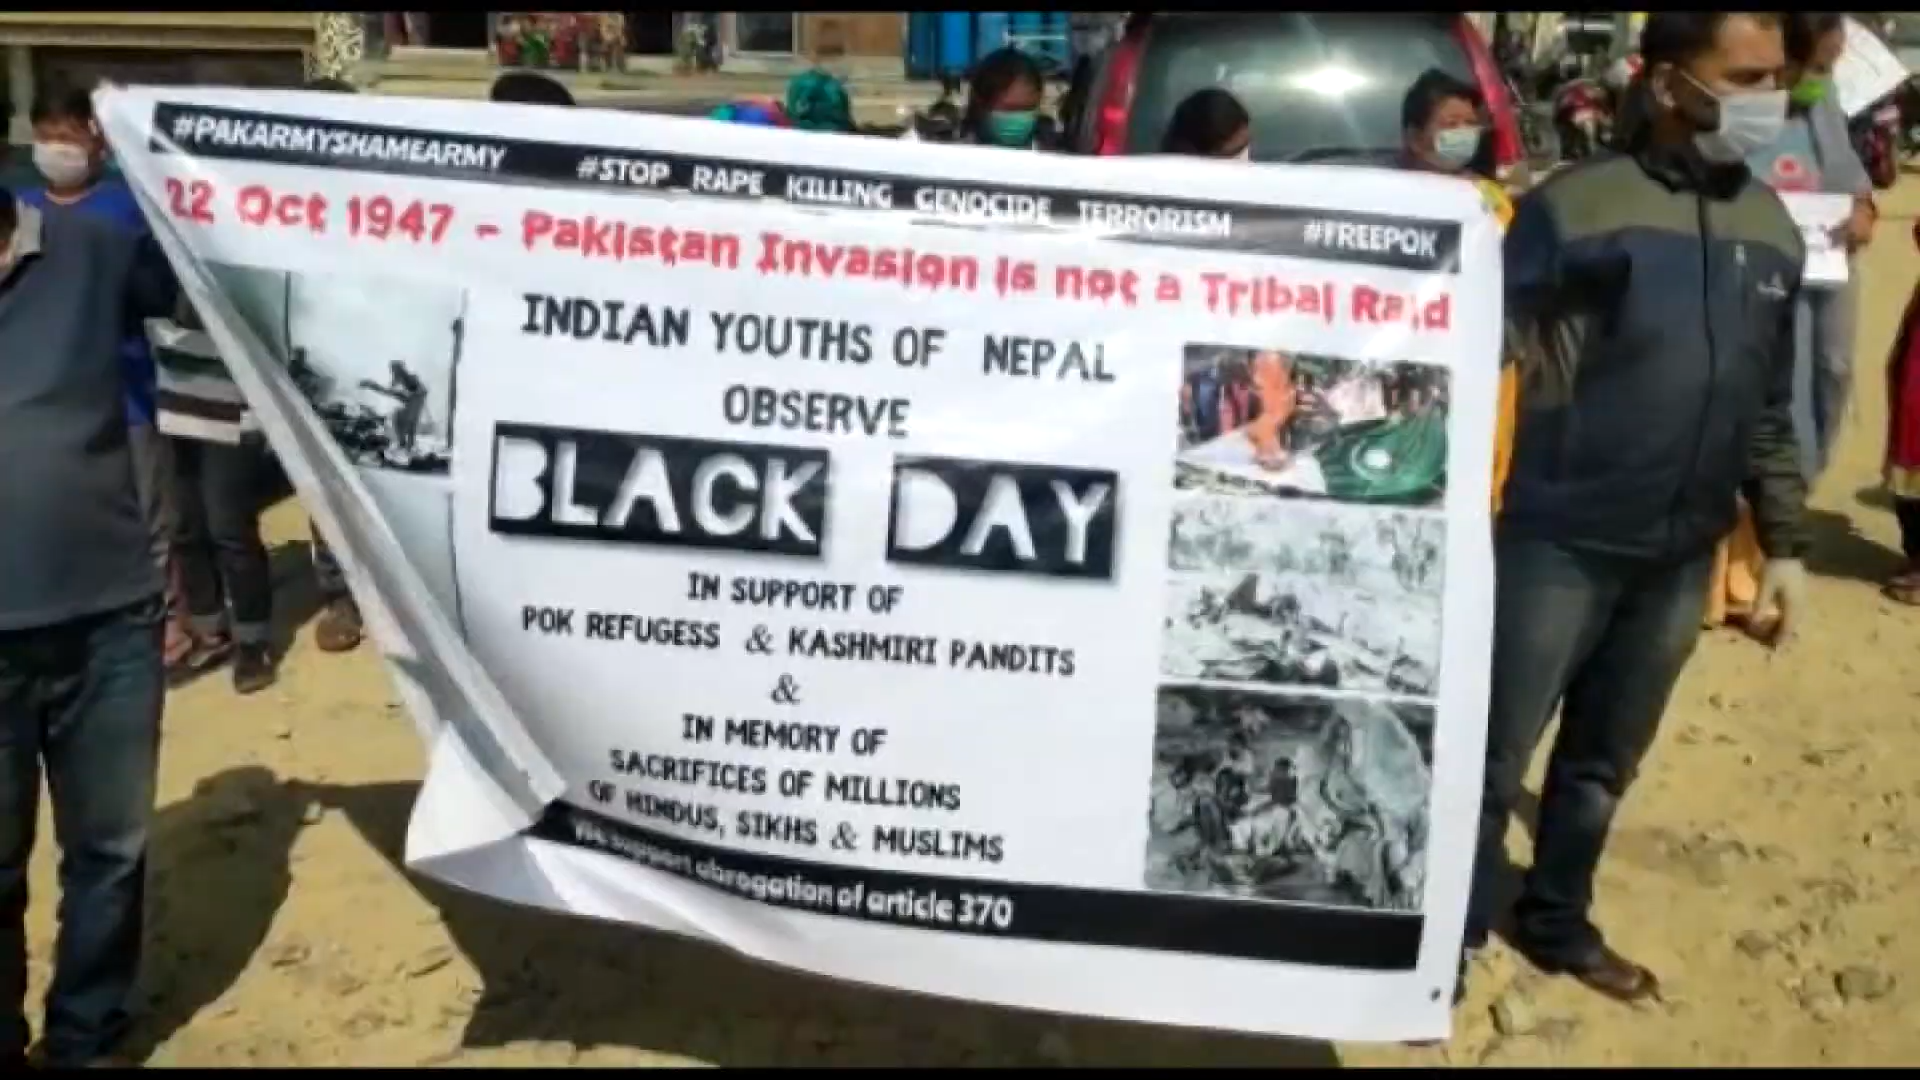 #PAKARMYSHAMEARMY #STOP_RAPE_KILLING_GENOCIDE_TERRORISM #FREEPOK
22 Oct 1947 - Pakistan Invasion is not a Tribal Raid
INDIAN YOUTHS OF NEPAL
OBSERVE
BLACK DAY
IN SUPPORT OF
POK REFUGESS & KASHMIRI PANDITS
&
IN MEMORY OF
SACRIFICES OF MILLIONS
OF HINDUS, SIKHS & MUSLIMS
We support abrogation of article 370